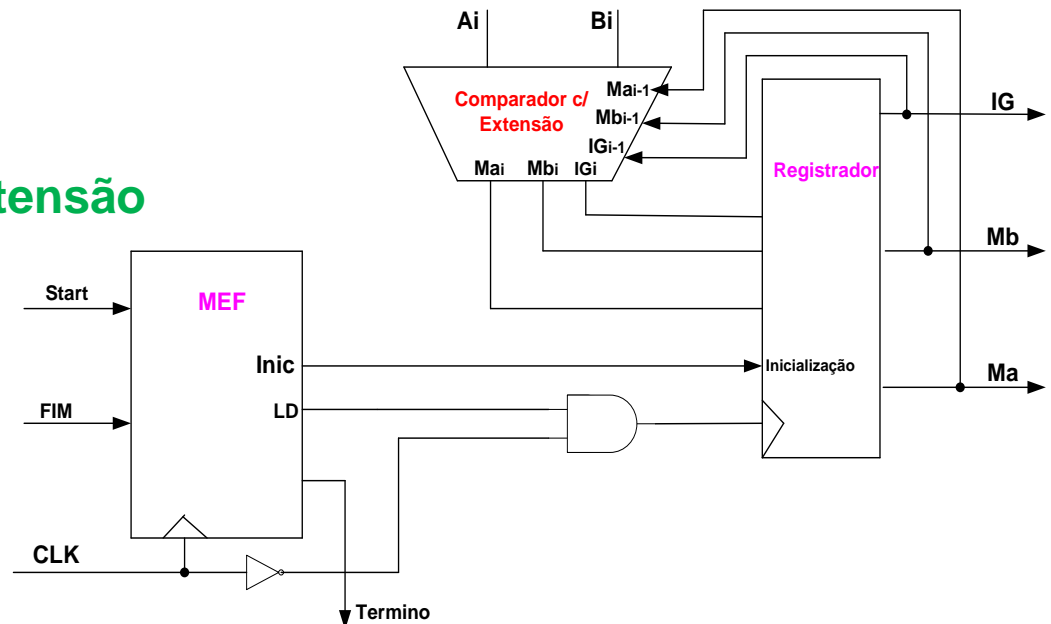 Ai
Bi
Comparador c/
Extensão
Mai-1
Mbi-1
IGi-1
Mai
Mbi
IGi
Registrador
IG
Mb
Ma
Inicialização
tensão
MEF
Start
FIM
Inic
LD
CLK
Termino